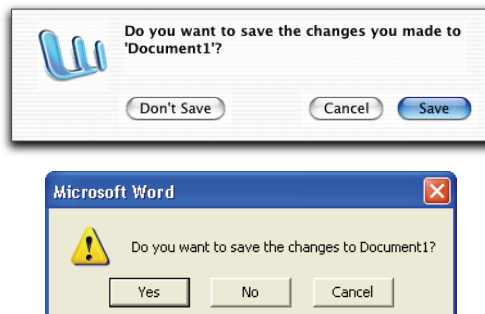 Do you want to save the changes you made to
'Document1'?
Don't Save Cancel Save
Microsoft Word
Do you want to save the changes to Document1?
Yes No Cancel